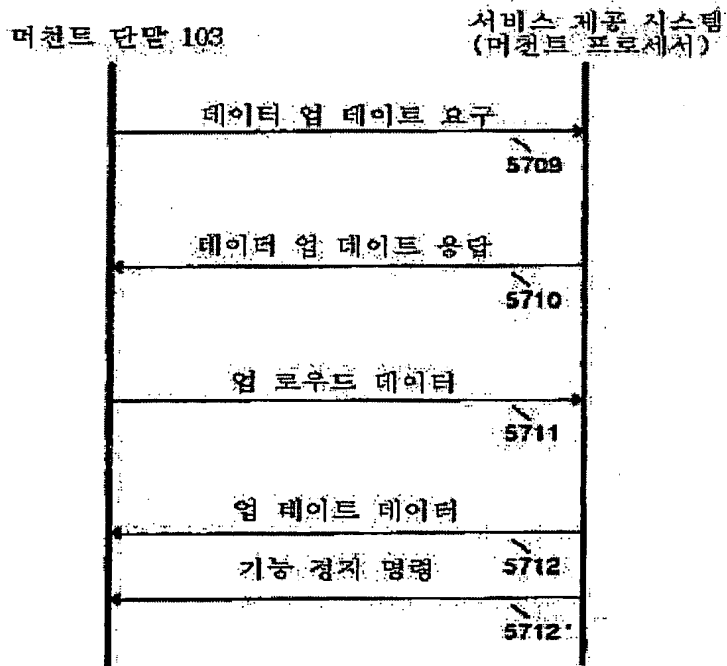 머천트 단말 103
서비스 제공 시스템
(머천트 프로세서)
데이터 업 데이트 요구
5709
데이터 업 데이트 응답
5710
업 로우드 데이터
5711
업 데이트 데이터
5712
기능 정지 명령
5712'